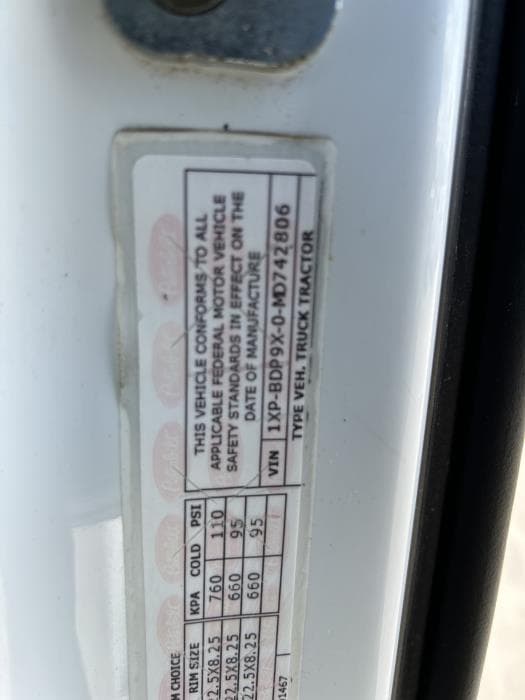 M CHOICE
RIM SIZE KPA COLD PSI
22.5X8.25 760 110
22.5X8.25 660 95
22.5X8.25 660 95
01467
THIS VEHICLE CONFORMS TO ALL
APPLICABLE FEDERAL MOTOR VEHICLE
SAFETY STANDARDS IN EFFECT ON THE
DATE OF MANUFACTURE
VIN 1XP-BDP9X-0-MD742806
TYPE VEH. TRUCK TRACTOR